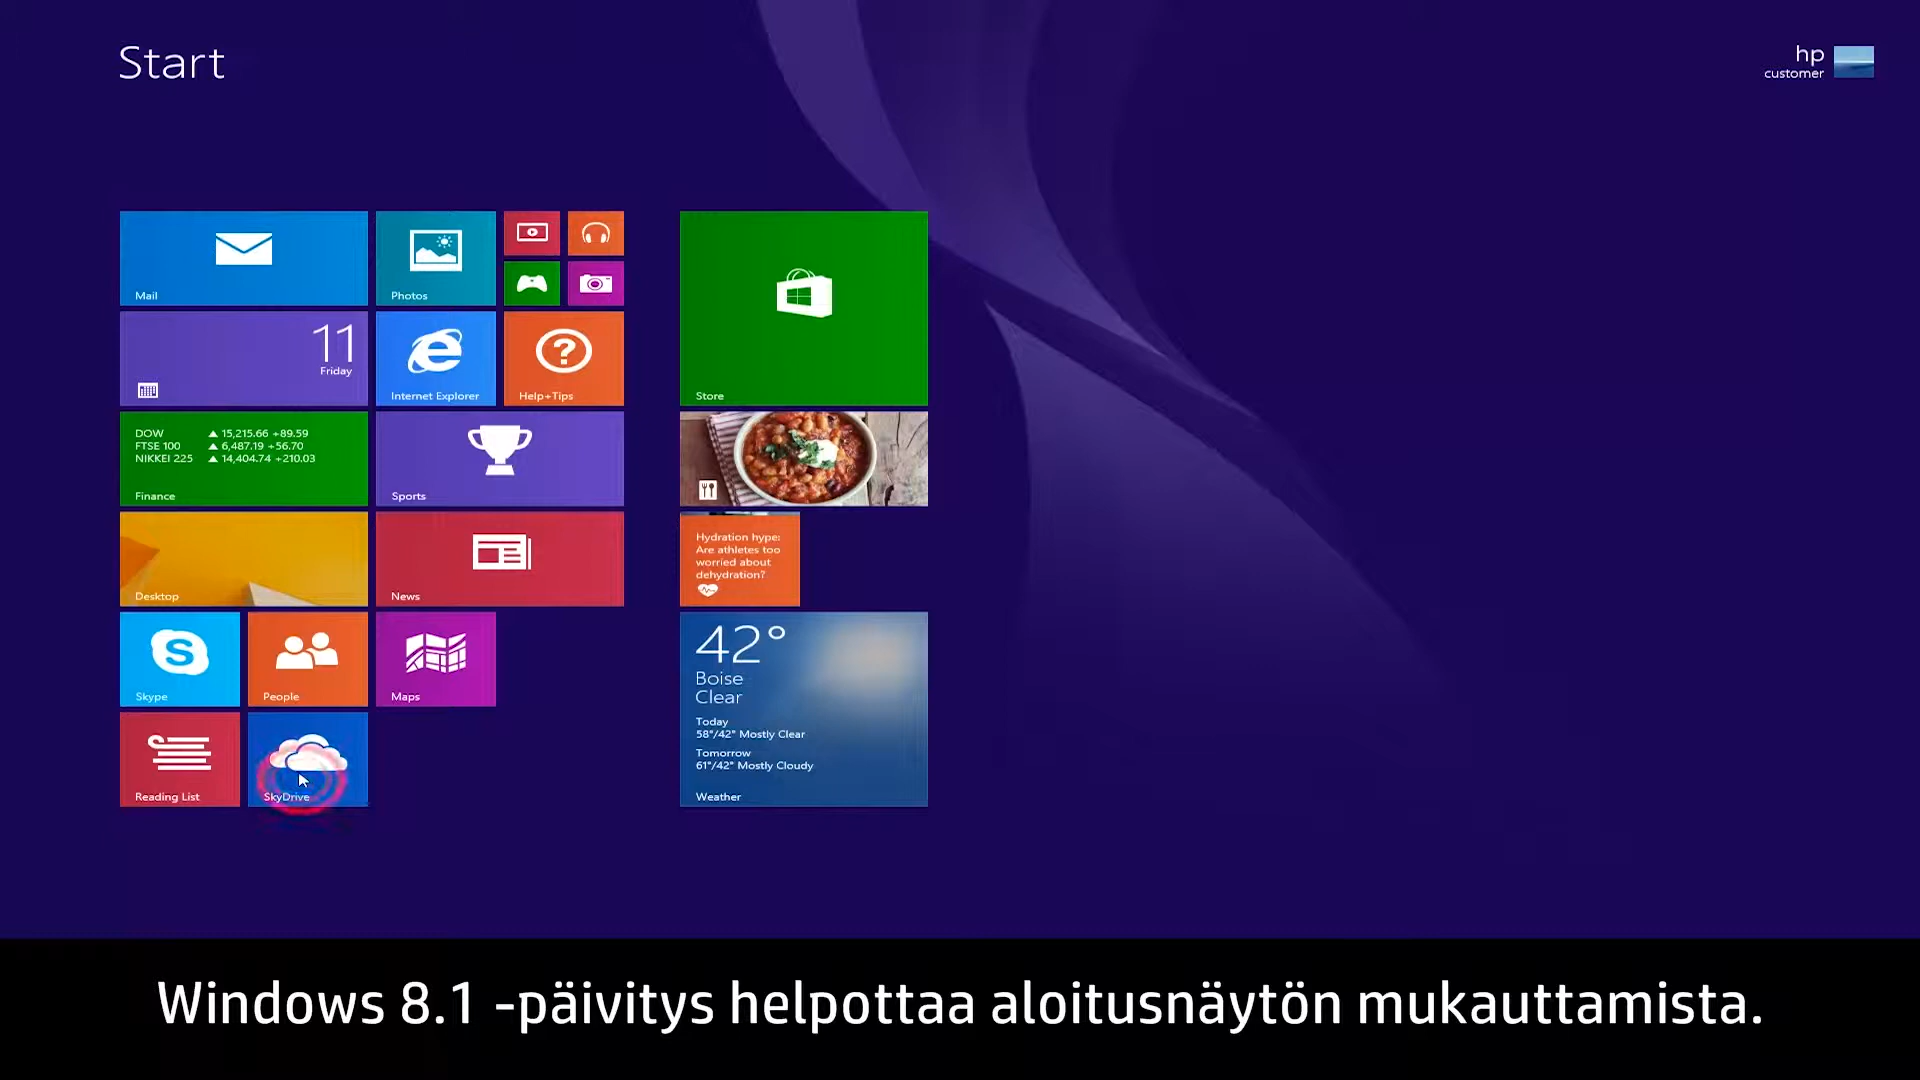 Start
hp
customer
Mail
Photos
11
Friday
Internet Explorer
Help+Tips
DOW ▲ 15,215.66 +89.59
FTSE 100 ▲ 6,487.19 +56.70
NIKKEI 225 ▲ 14,404.74 +210.03
Finance
Sports
Desktop
News
Skype
People
Maps
Reading List
SkyDrive
Store
Hydration hype:
Are athletes too
worried about
dehydration?
42°
Boise
Clear
Today
58°/42° Mostly Clear
Tomorrow
61°/42° Mostly Cloudy
Weather
Windows 8.1 -päivitys helpottaa aloitusnäytön mukauttamista.